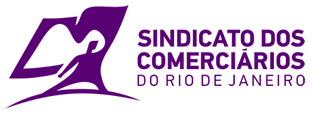 SINDICATO DOS
COMERCIÁRIOS
DO RIO DE JANEIRO